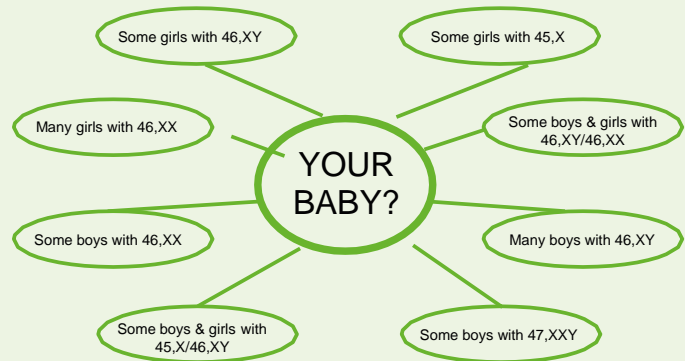 Some girls with 46,XY
Some girls with 45,X
Many girls with 46,XX
Some boys & girls with
46,XY/46,XX
YOUR
BABY?
Some boys with 46,XX
Many boys with 46,XY
Some boys & girls with
45,X/46,XY
Some boys with 47,XXY